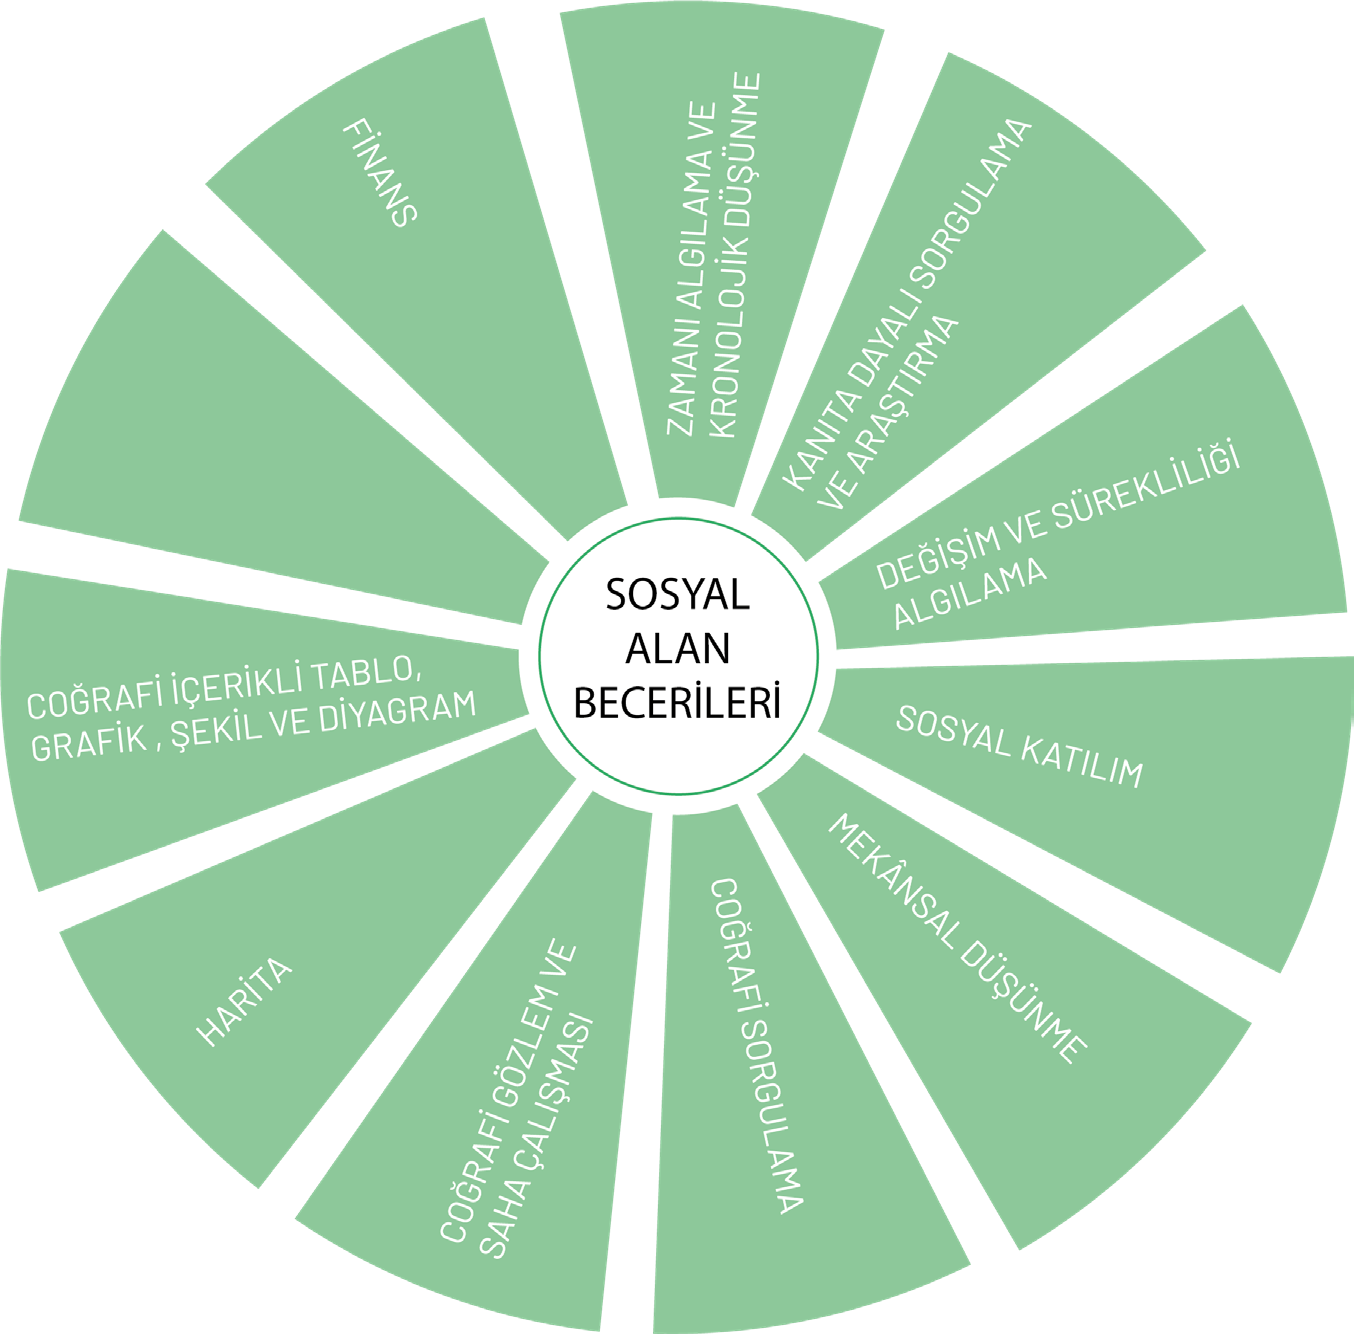 SOSYAL
ALAN
BECERİLERİ
ZAMANI ALGILAMA VE
KRONOLOJİK DÜŞÜNME
KANITA DAYALI SORGULAMA
VE ARAŞTIRMA
DEĞİŞİM VE SÜREKLİLİĞİ
ALGILAMA
SOSYAL KATILIM
MEKÂNSAL DÜŞÜNME
COĞRAFİ SORGULAMA
COĞRAFİ GÖZLEM VE
SAHA ÇALIŞMASI
HARİTA
COĞRAFİ İÇERİKLİ TABLO,
GRAFİK , ŞEKİL VE DİYAGRAM
FİNANS